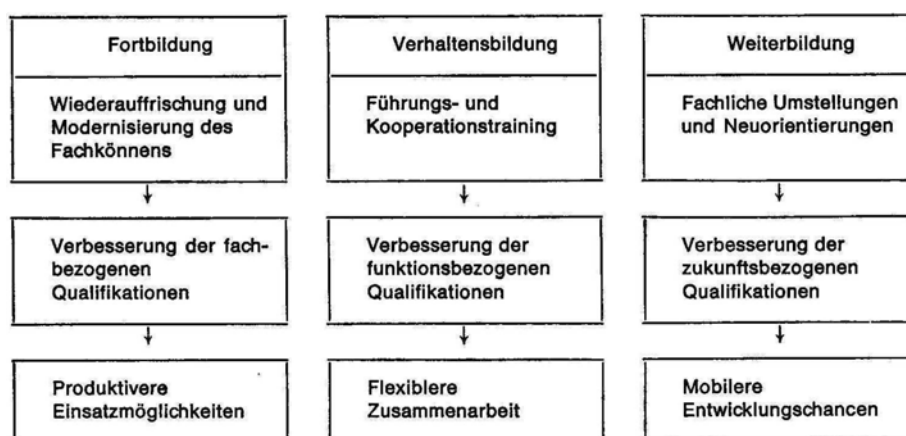 Fortbildung
Wiederauffrischung und
Modernisierung des
Fachkönnens
Verbesserung der fach-
bezogenen
Qualifikationen
Produktivere
Einsatzmöglichkeiten
Verhaltensbildung
Führungs- und
Kooperationstraining
Verbesserung der
funktionsbezogenen
Qualifikationen
Flexiblere
Zusammenarbeit
Weiterbildung
Fachliche Umstellungen
und Neuorientierungen
Verbesserung der
zukunftsbezogenen
Qualifikationen
Mobilere
Entwicklungschancen